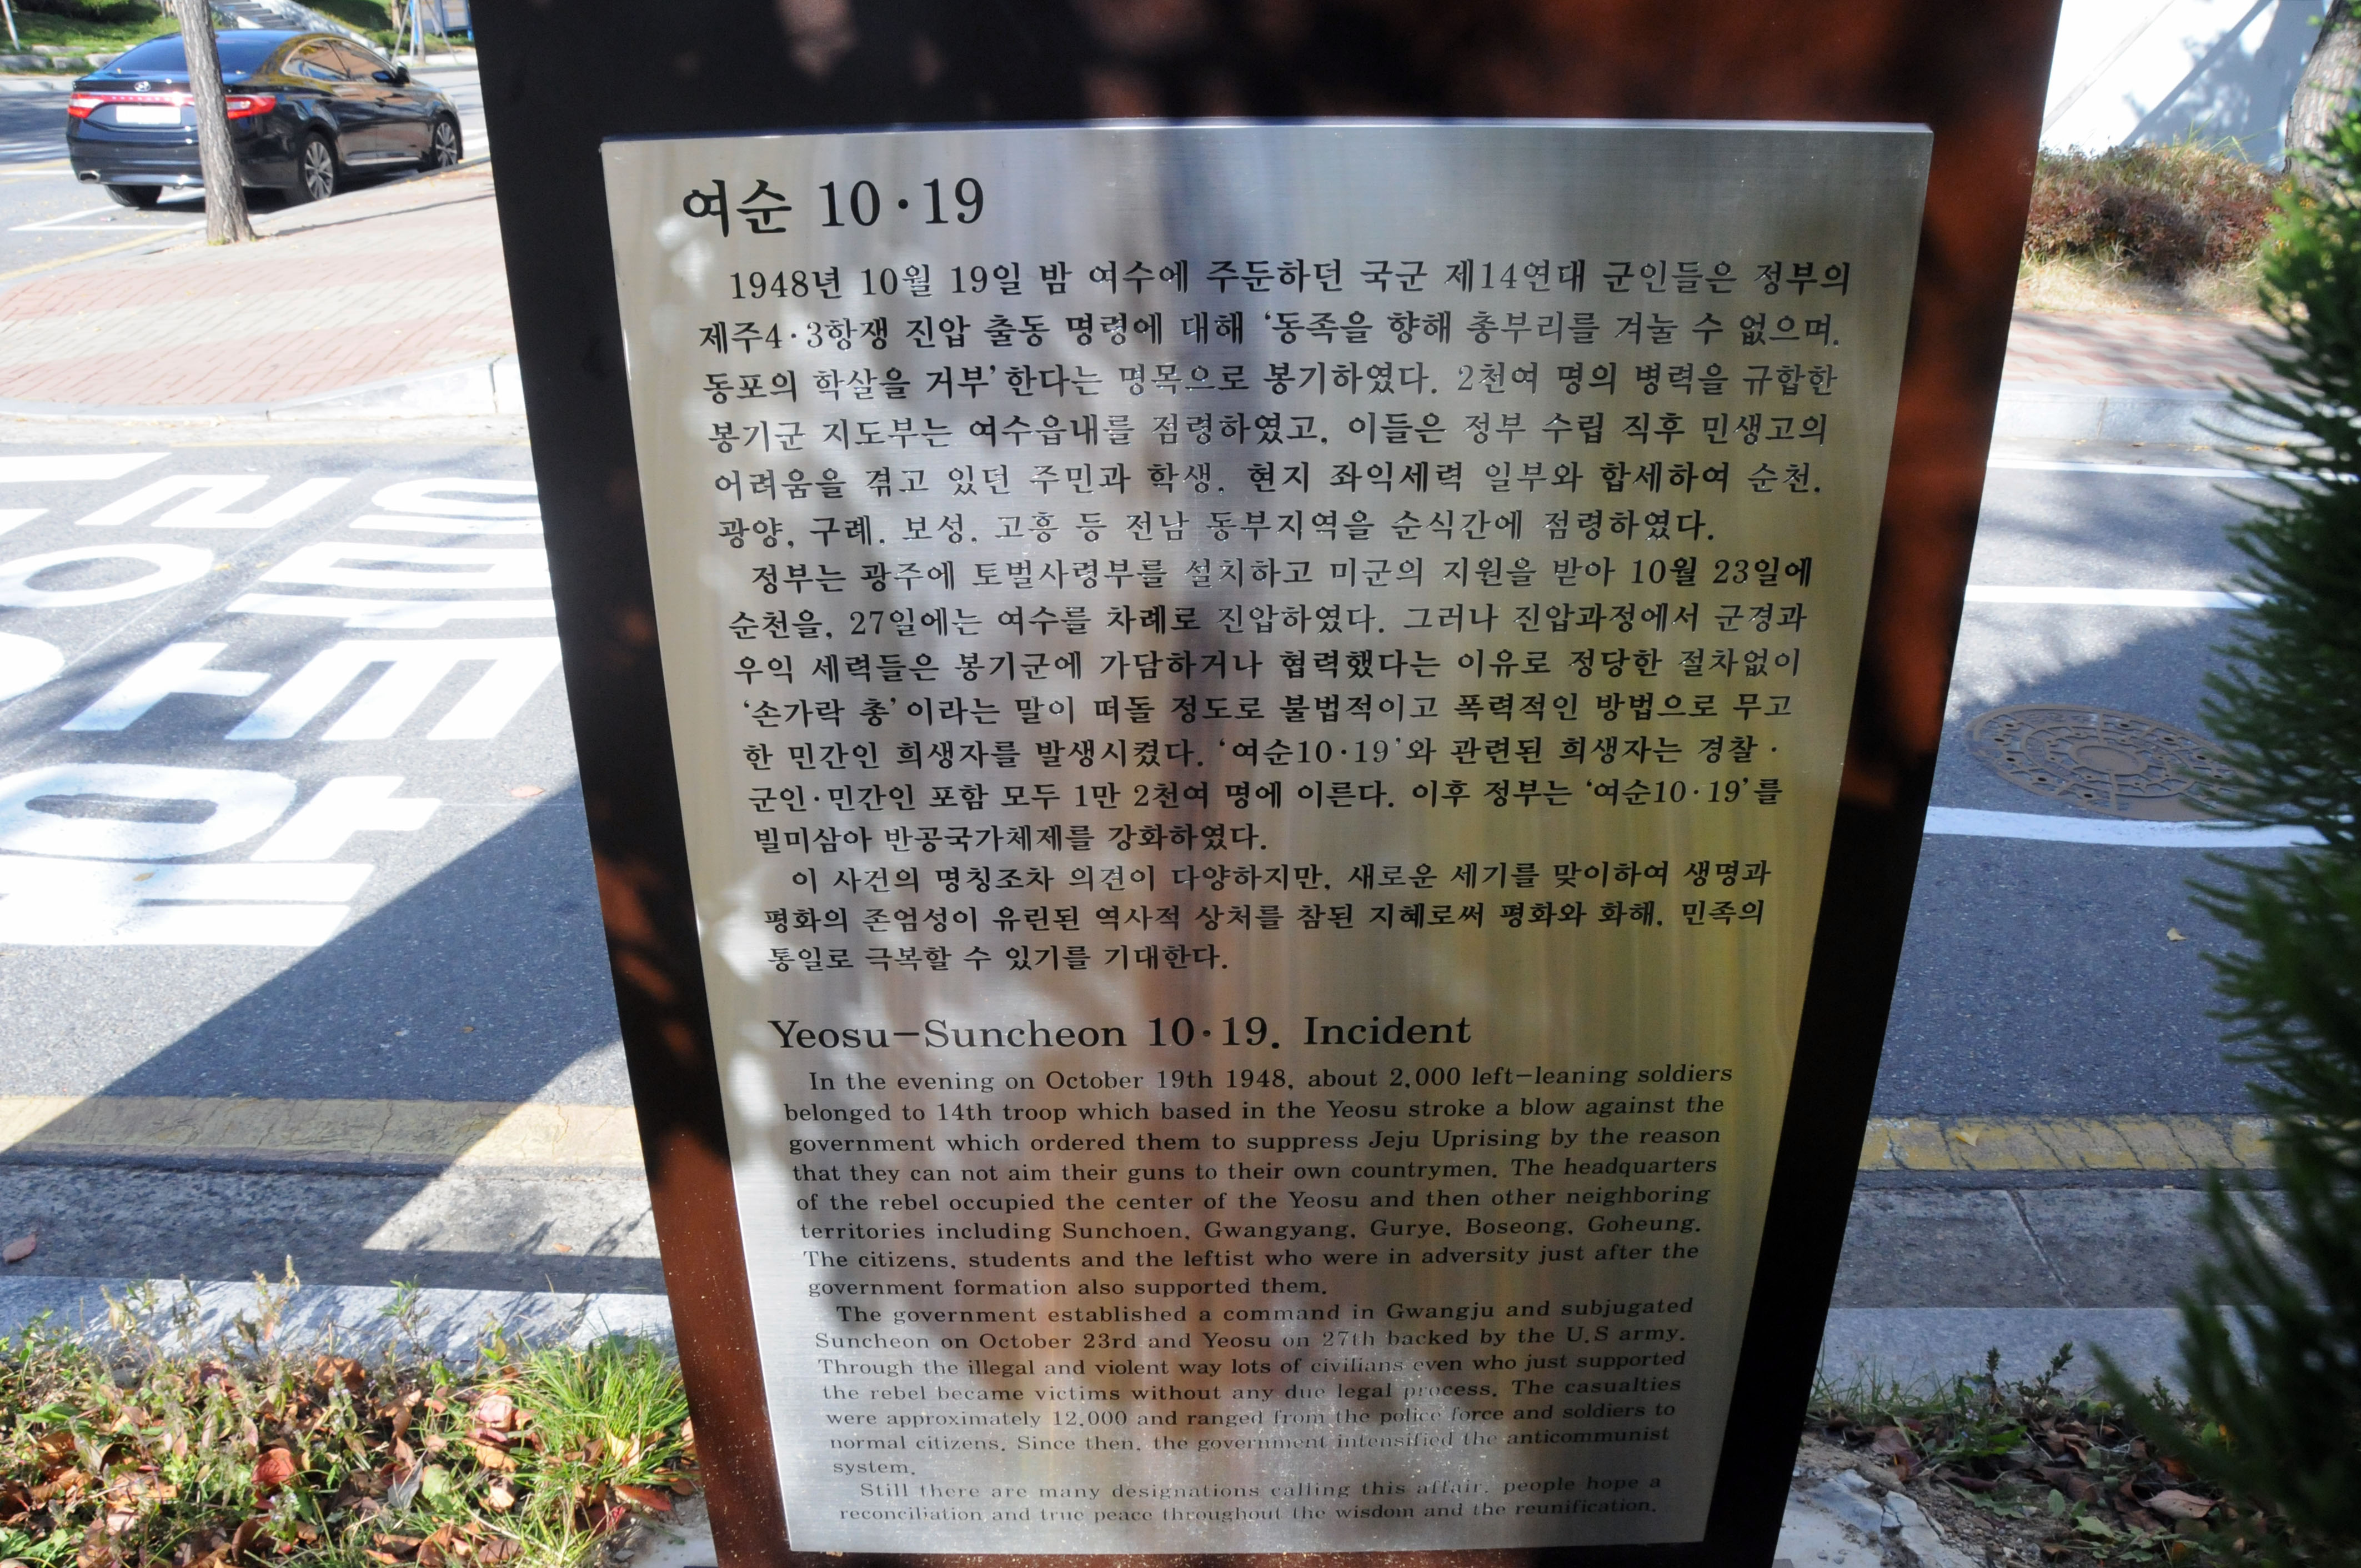 여순 10·19
1948년 10월 19일 밤 여수에 주둔하던 국군 제14연대 군인들은 정부의
제주4·3항쟁 진압 출동 명령에 대해 '동족을 향해 총부리를 겨눌 수 없으며,
동포의 학살을 거부'한다는 명목으로 봉기하였다. 2천여 명의 병력을 규합한
봉기군 지도부는 여수읍내를 점령하였고, 이들은 정부 수립 직후 민생고의
어려움을 겪고 있던 주민과 학생, 현지 좌익세력 일부와 합세하여 순천,
광양, 구례, 보성, 고흥 등 전남 동부지역을 순식간에 점령하였다.
정부는 광주에 토벌사령부를 설치하고 미군의 지원을 받아 10월 23일에
순천을, 27일에는 여수를 차례로 진압하였다. 그러나 진압과정에서 군경과
우익 세력들은 봉기군에 가담하거나 협력했다는 이유로 정당한 절차없이
'손가락 총'이라는 말이 떠돌 정도로 불법적이고 폭력적인 방법으로 무고
한 민간인 희생자를 발생시켰다. '여순10·19'와 관련된 희생자는 경찰·
군인·민간인 포함 모두 1만 2천여 명에 이른다. 이후 정부는 '여순10·19'를
빌미삼아 반공국가체제를 강화하였다.
이 사건의 명칭조차 의견이 다양하지만, 새로운 세기를 맞이하여 생명과
평화의 존엄성이 유린된 역사적 상처를 참된 지혜로써 평화와 화해, 민족의
통일로 극복할 수 있기를 기대한다.
Yeosu-Suncheon 10·19. Incident
In the evening on October 19th 1948, about 2,000 left-leaning soldiers
belonged to 14th troop which based in the Yeosu stroke a blow against the
government which ordered them to suppress Jeju Uprising by the reason
that they can not aim their guns to their own countrymen. The headquarters
of the rebel occupied the center of the Yeosu and then other neighboring
territories including Sunchoen, Gwangyang, Gurye, Boseong, Goheung.
The citizens, students and the leftist who were in adversity just after the
government formation also supported them.
The government established a command in Gwangju and subjugated
Suncheon on October 23rd and Yeosu on 27th backed by the U.S army.
Through the illegal and violent way lots of civilians even who just supported
the rebel became victims without any due legal process. The casualties
were approximately 12,000 and ranged from the police force and soldiers to
normal citizens. Since then, the government intensified the anticommunist
system.
Still there are many designations calling this affair, people hope a
reconciliation and true peace throughout the wisdom and the reunification.